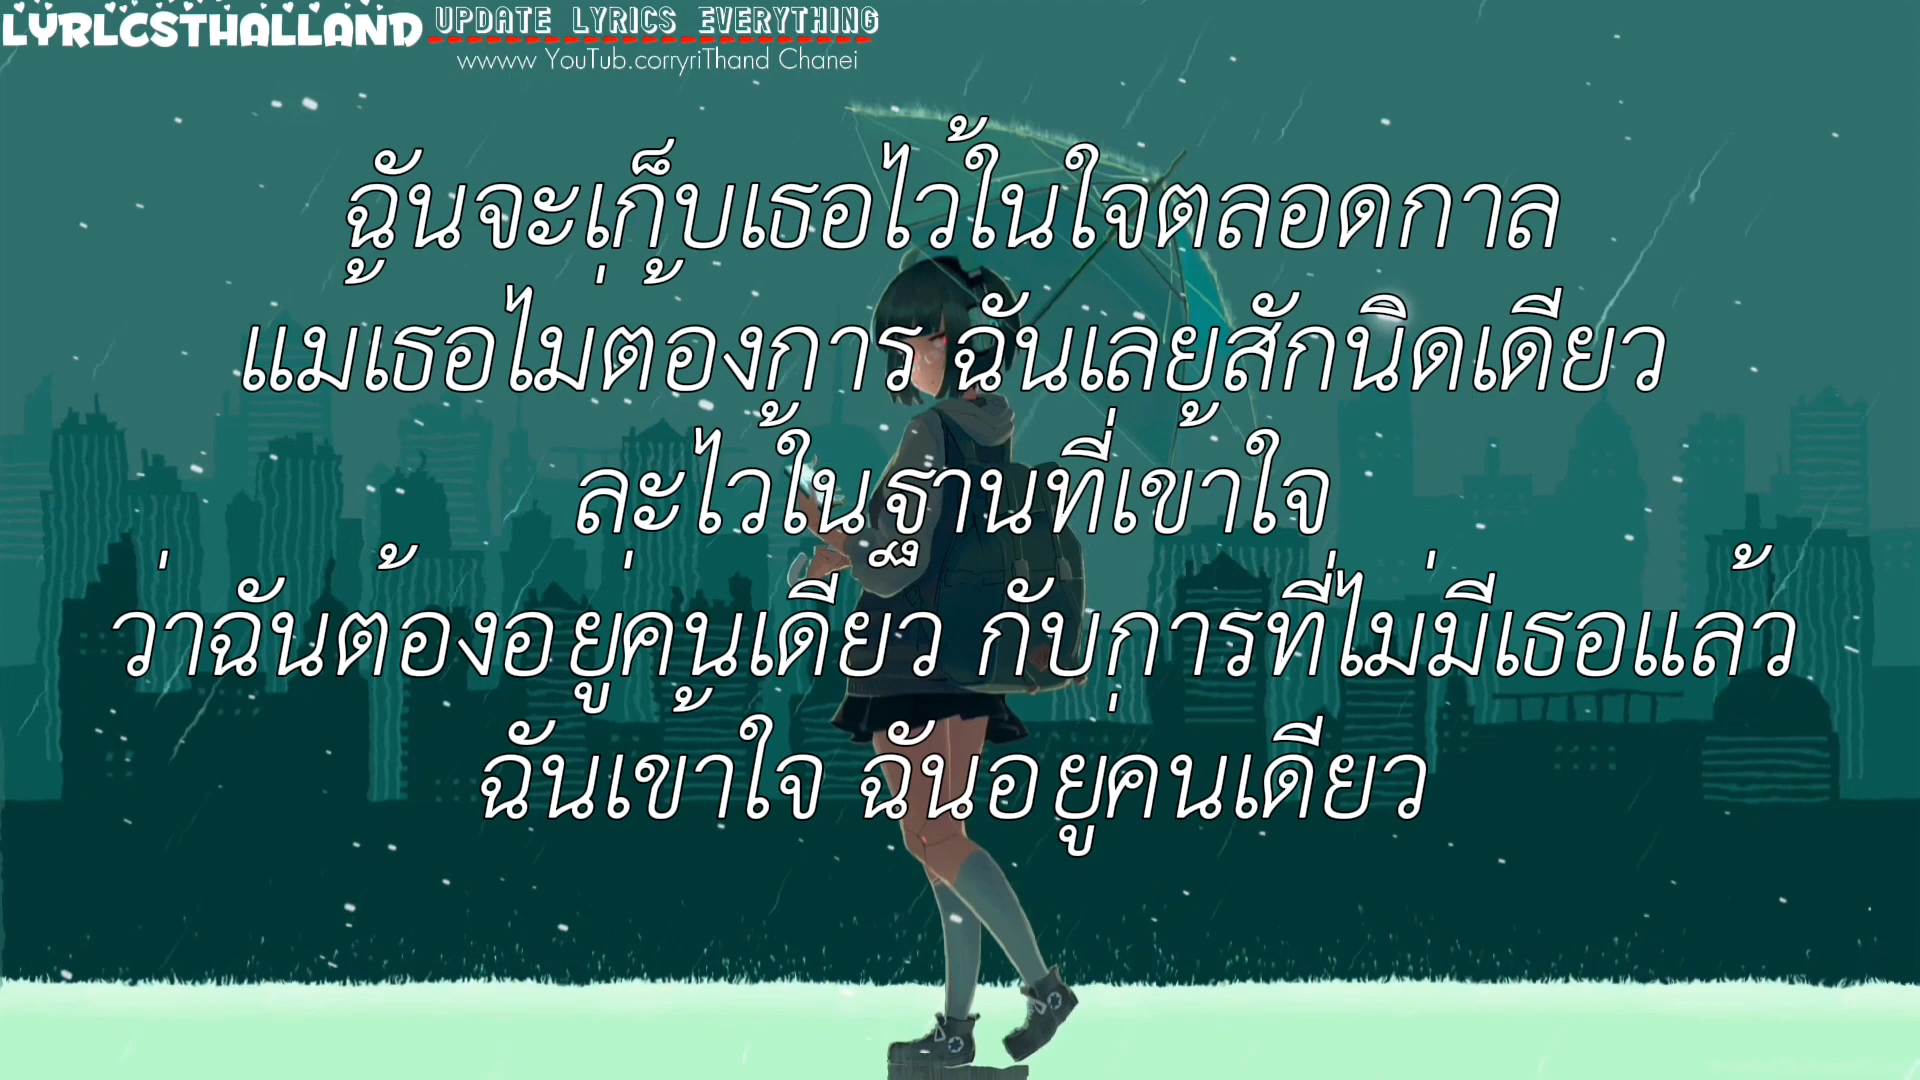 LYRLCSTHALLAND UPDATE LYRICS EVERYTHING
wwww YouTub.corryriThand Chanei
ฉันจะเก็บเธอไว้ในใจตลอดกาล
แม้เธอไม่ต้องการ ฉันเลยสักนิดเดียว
ละไว้ในฐานที่เข้าใจ
ว่าฉันต้องอยู่คนเดียว กับการที่ไม่มีเธอแล้ว
ฉันเข้าใจ ฉันอยู่คนเดียว